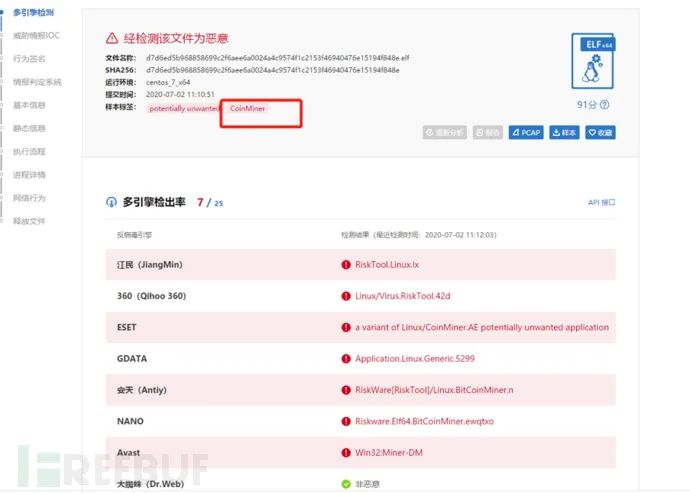 多引擎检测
威胁情报IOC
行为签名
情报判定系统
基本信息
静态信息
执行流程
进程详情
网络行为
释放文件
经检测该文件为恶意
文件名称: d7d6ed5b968858699c2f6aee6a0024a4c9574f1c2153f46940476e15194f848e.elf
SHA256: d7d6ed5b968858699c2f6aee6a0024a4c9574f1c2153f46940476e15194f848e
运行环境: centos_7_x64
提交时间: 2020-07-02 11:10:51
样本标签: potentially unwanted CoinMiner
ELF x64
91分
重新分析 报告 PCAP 样本 收藏
多引擎检出率 7 / 25
API 接口
反病毒引擎 检测结果（最近检测时间：2020-07-02 11:12:03）
江民（JiangMin） RiskTool.Linux.lx
360（Qihoo 360） Linux/Virus.RiskTool.42d
ESET a variant of Linux/CoinMiner.AE potentially unwanted application
GDATA Application.Linux.Generic.5299
安天（Antiy) RiskWare[RiskTool]/Linux.BitCoinMiner.n
NANO Riskware.Elf64.BitCoinMiner.ewqtxo
Avast Win32:Miner-DM
大蜘蛛（Dr.Web） 非恶意
FREEBUF